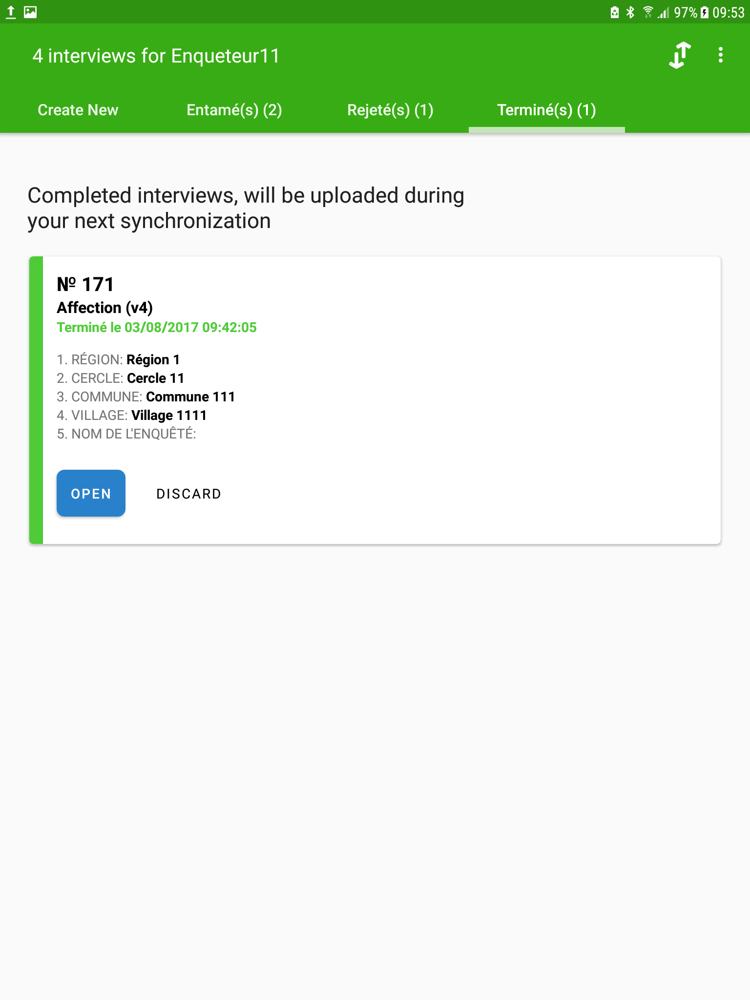 97% 09:53
4 interviews for Enqueteur11
Create New Entamé(s) (2) Rejeté(s) (1) Terminé(s) (1)
Completed interviews, will be uploaded during
your next synchronization
№ 171
Affection (v4)
Terminé le 03/08/2017 09:42:05
1. RÉGION: Région 1
2. CERCLE: Cercle 11
3. COMMUNE: Commune 111
4. VILLAGE: Village 1111
5. NOM DE L'ENQUÊTÉ:
OPEN DISCARD